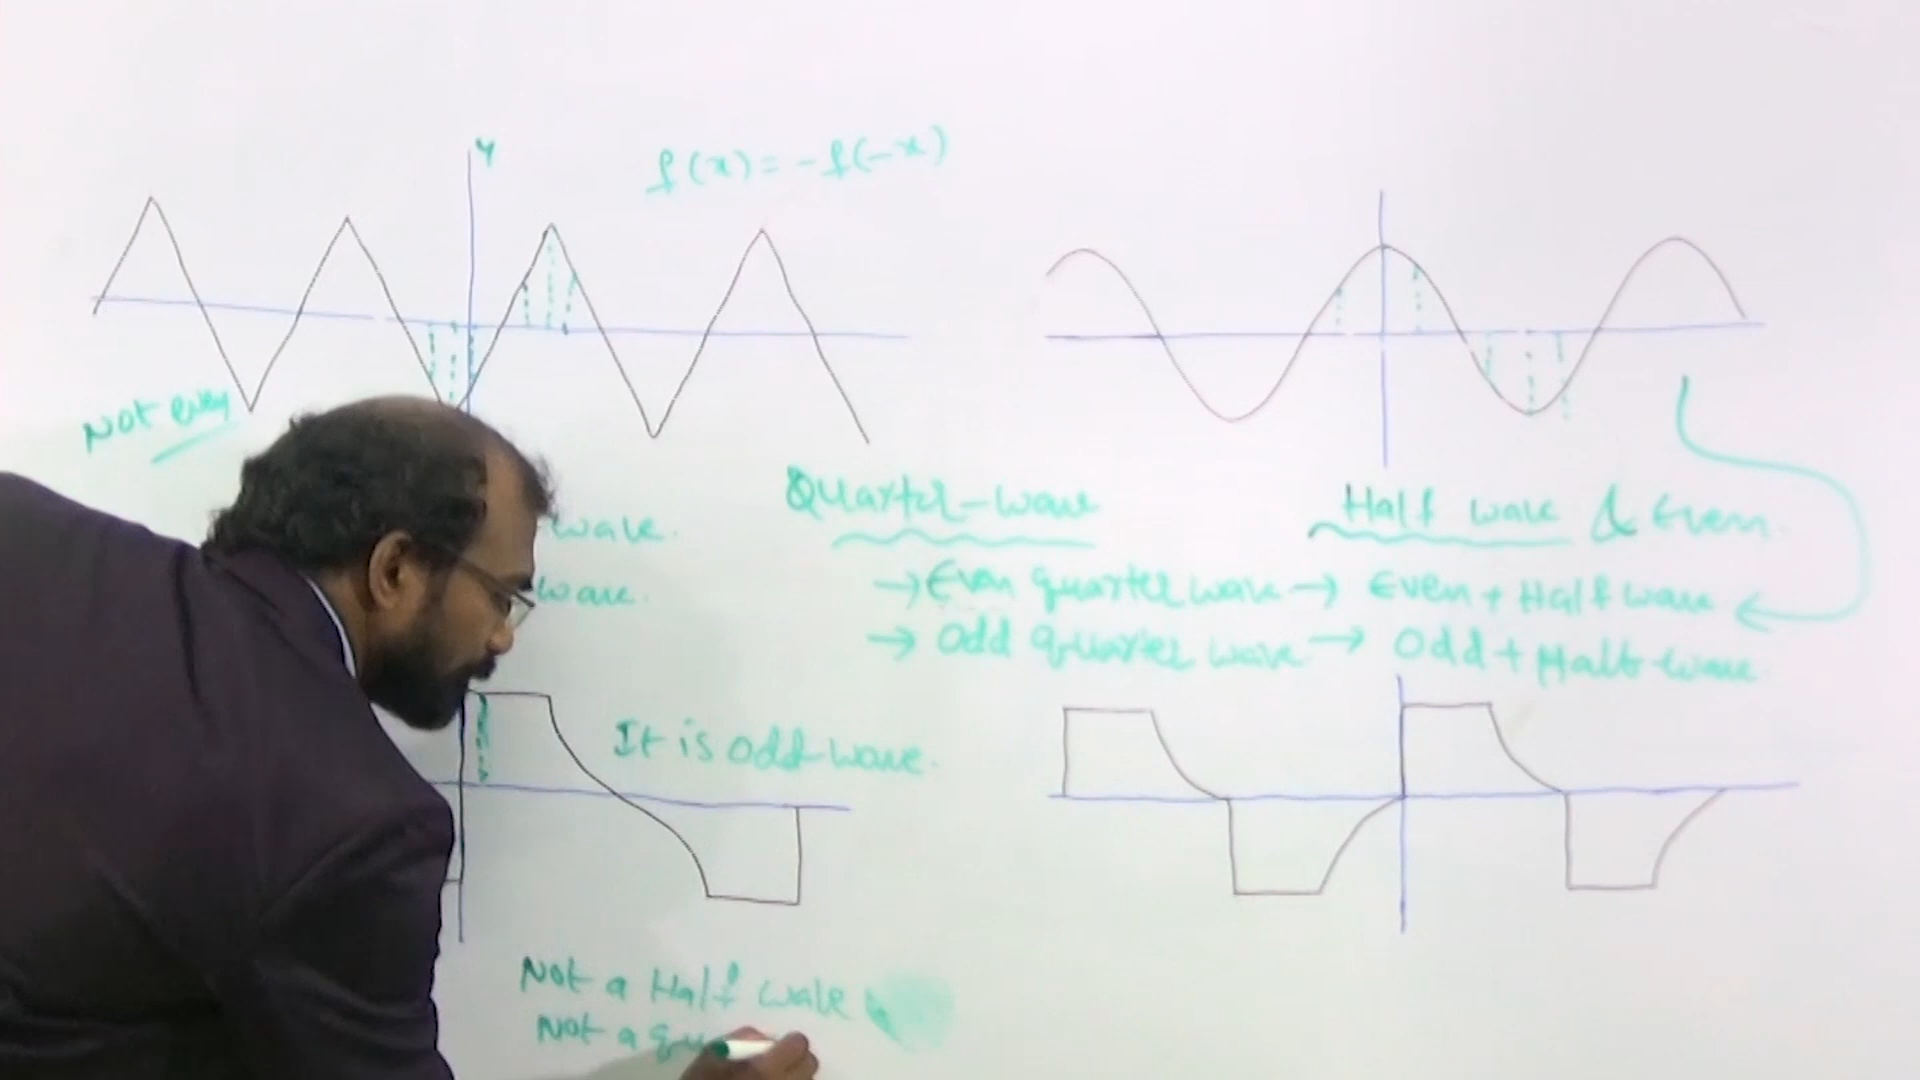 Y
f(x) = -f(-x)
Not even
wave.
wave.
Quarter-wave
Half wave & Even.
→ Even quarter wave → Even + Half wave
→ Odd quarter wave → Odd + Half wave
It is odd wave.
Not a Half wave
Not a qu